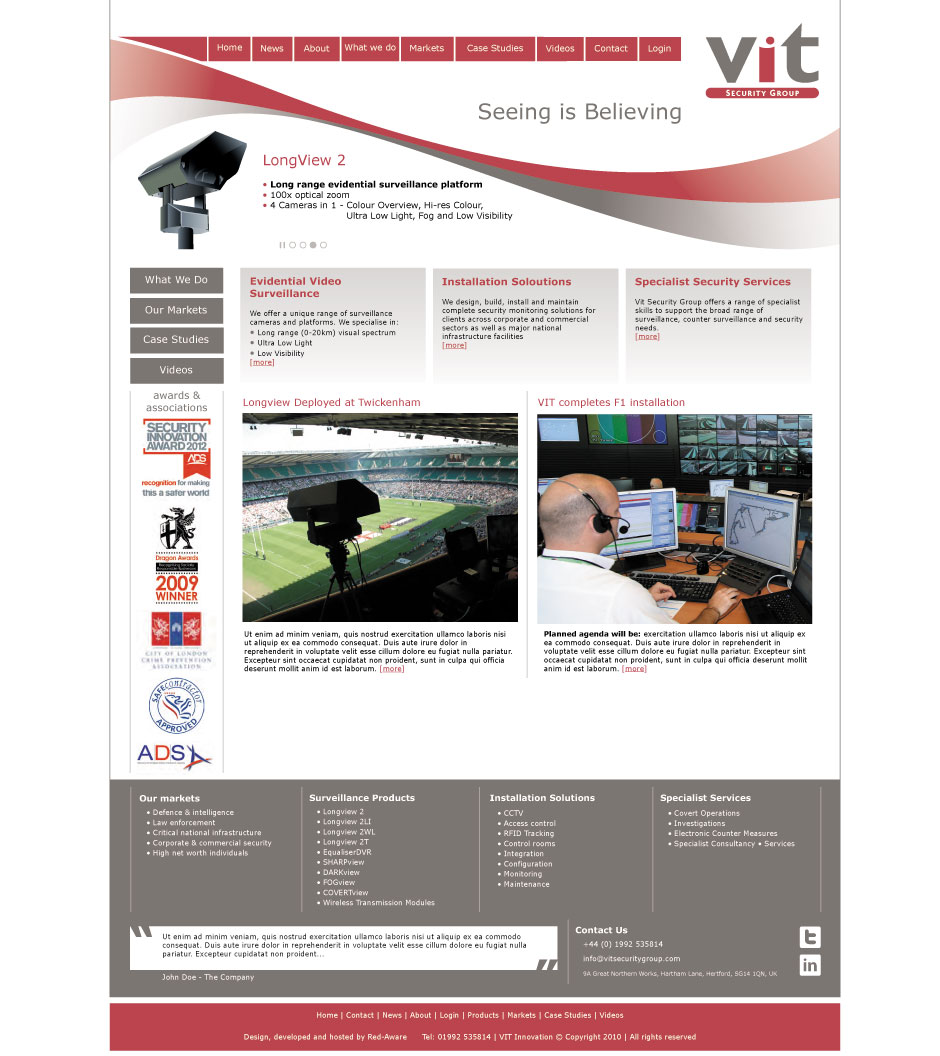 Home News About What we do Markets Case Studies Videos Contact Login
vit
SECURITY GROUP
Seeing is Believing
LongView 2
• Long range evidential surveillance platform
• 100x optical zoom
• 4 Cameras in 1 - Colour Overview, Hi-res Colour,
Ultra Low Light, Fog and Low Visibility
What We Do
Our Markets
Case Studies
Videos
Evidential Video
Surveillance
We offer a unique range of surveillance
cameras and platforms. We specialise in:
• Long range (0-20km) visual spectrum
• Ultra Low Light
• Low Visibility
[more]
Installation Soloutions
We design, build, install and maintain
complete security monitoring solutions for
clients across corporate and commercial
sectors as well as major national
infrastructure facilities
[more]
Specialist Security Services
Vit Security Group offers a range of specialist
skills to support the broad range of
surveillance, counter surveillance and security
needs.
[more]
awards &
associations
SECURITY
INNOVATION
AWARD 2012
ADS
recognition for making
this a safer world
Dragon Awards
2009
WINNER
CITY OF LONDON
CRIME PREVENTION
ASSOCIATION
SAFEcontractor
APPROVED
ADS
Longview Deployed at Twickenham
Ut enim ad minim veniam, quis nostrud exercitation ullamco laboris nisi
ut aliquip ex ea commodo consequat. Duis aute irure dolor in
reprehenderit in voluptate velit esse cillum dolore eu fugiat nulla pariatur.
Excepteur sint occaecat cupidatat non proident, sunt in culpa qui officia
deserunt mollit anim id est laborum. [more]
VIT completes F1 installation
Planned agenda will be: exercitation ullamco laboris nisi ut aliquip ex
ea commodo consequat. Duis aute irure dolor in reprehenderit in
voluptate velit esse cillum dolore eu fugiat nulla pariatur. Excepteur sint
occaecat cupidatat non proident, sunt in culpa qui officia deserunt mollit
anim id est laborum. [more]
Our markets
• Defence & intelligence
• Law enforcement
• Critical national infrastructure
• Corporate & commercial security
• High net worth individuals
Surveillance Products
• Longview 2
• Longview 2LI
• Longview 2WL
• Longview 2T
• EqualiserDVR
• SHARPview
• DARKview
• FOGview
• COVERTview
• Wireless Transmission Modules
Installation Solutions
• CCTV
• Access control
• RFID Tracking
• Control rooms
• Integration
• Configuration
• Monitoring
• Maintenance
Specialist Services
• Covert Operations
• Investigations
• Electronic Counter Measures
• Specialist Consultancy • Services
Ut enim ad minim veniam, quis nostrud exercitation ullamco laboris nisi ut aliquip ex ea commodo
consequat. Duis aute irure dolor in reprehenderit in voluptate velit esse cillum dolore eu fugiat nulla
pariatur. Excepteur cupidatat non proident...
John Doe - The Company
Contact Us
+44 (0) 1992 535814
info@vitsecuritygroup.com
9A Great Northern Works, Hartham Lane, Hertford, SG14 1QN, UK
t
in
Home | Contact | News | About | Login | Products | Markets | Case Studies | Videos
Design, developed and hosted by Red-Aware Tel: 01992 535814 | VIT Innovation © Copyright 2010 | All rights reserved